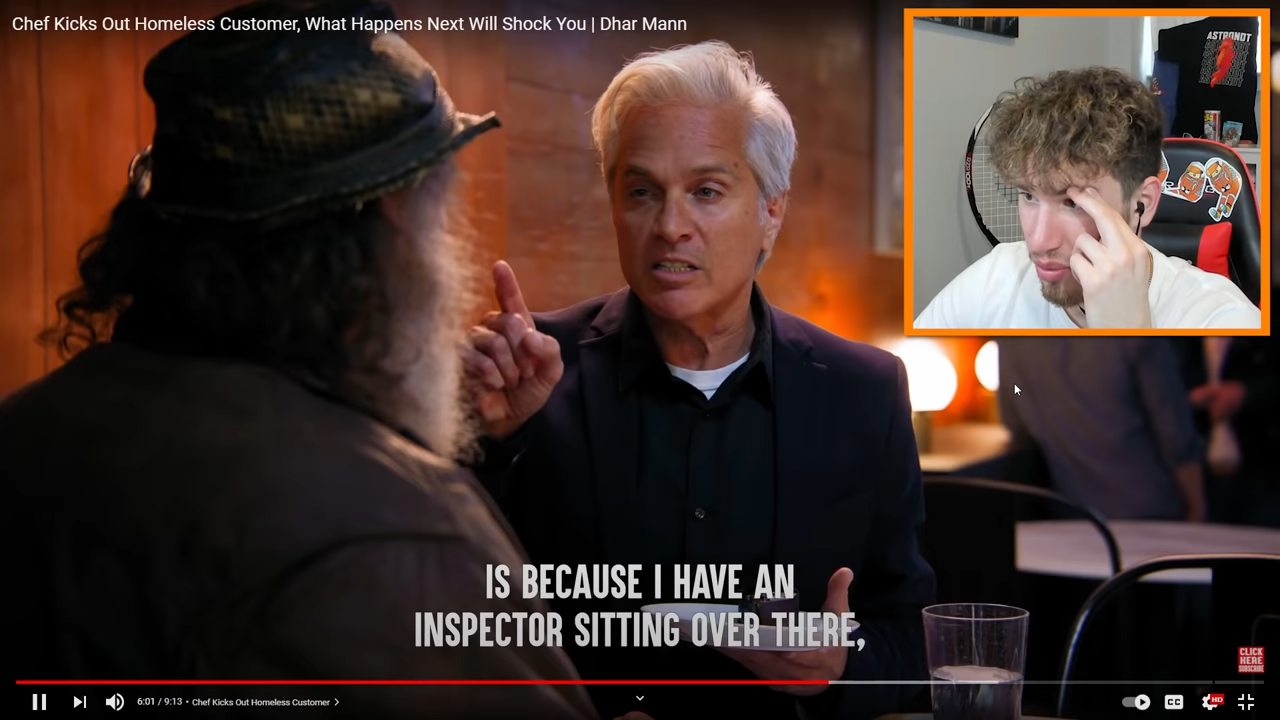 Chef Kicks Out Homeless Customer, What Happens Next Will Shock You | Dhar Mann
ASTRONOT
IS BECAUSE I HAVE AN
INSPECTOR SITTING OVER THERE,
CLICK
HERE
SUBSCRIBE
6:01 / 9:13 • Chef Kicks Out Homeless Customer
CC
HD